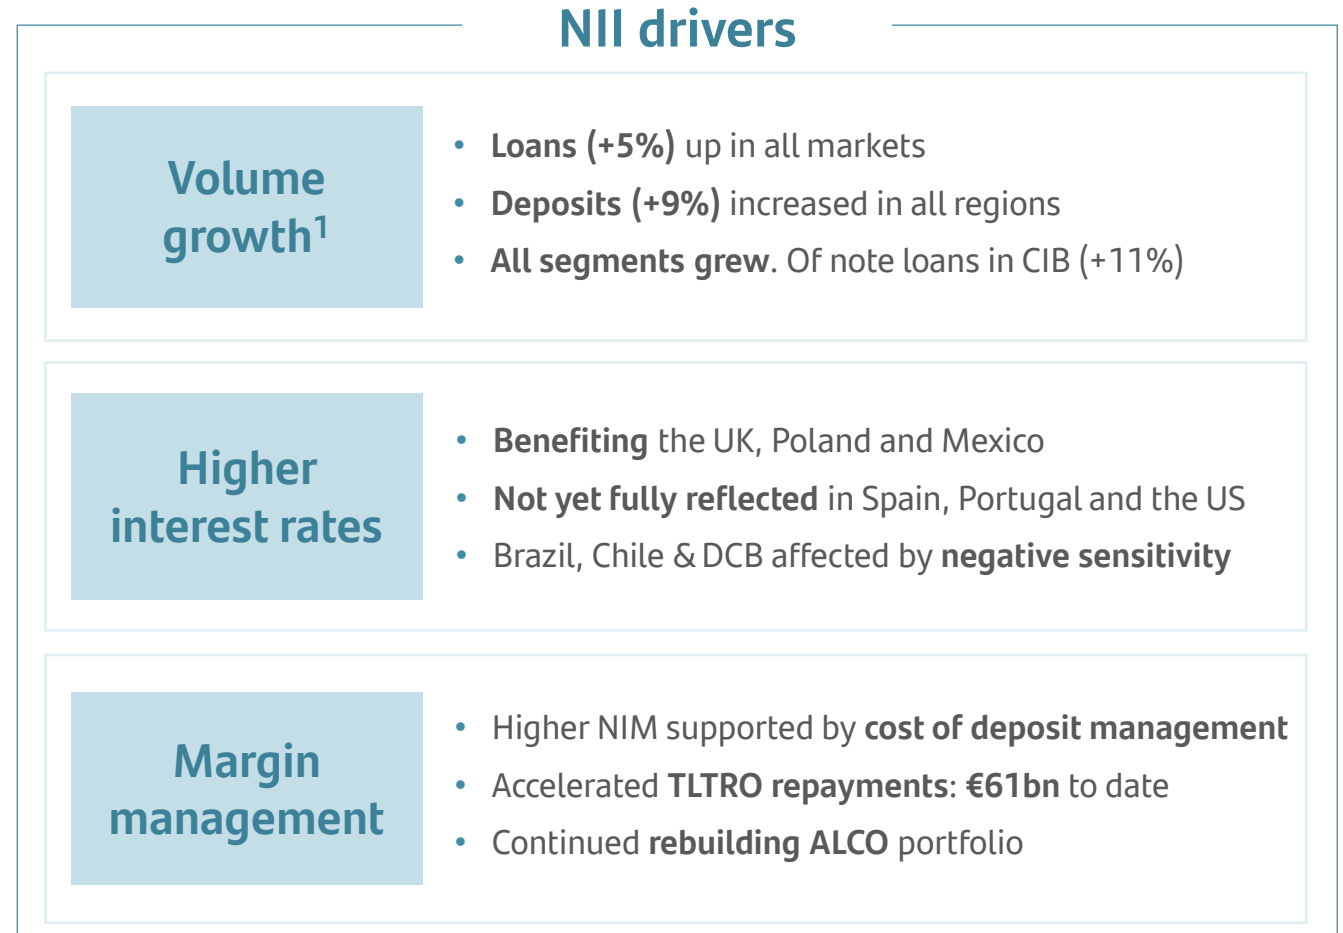 NII drivers
Volume
growth¹
• Loans (+5%) up in all markets
• Deposits (+9%) increased in all regions
• All segments grew. Of note loans in CIB (+11%)
Higher
interest rates
• Benefiting the UK, Poland and Mexico
• Not yet fully reflected in Spain, Portugal and the US
• Brazil, Chile & DCB affected by negative sensitivity
Margin
management
• Higher NIM supported by cost of deposit management
• Accelerated TLTRO repayments: €61bn to date
• Continued rebuilding ALCO portfolio